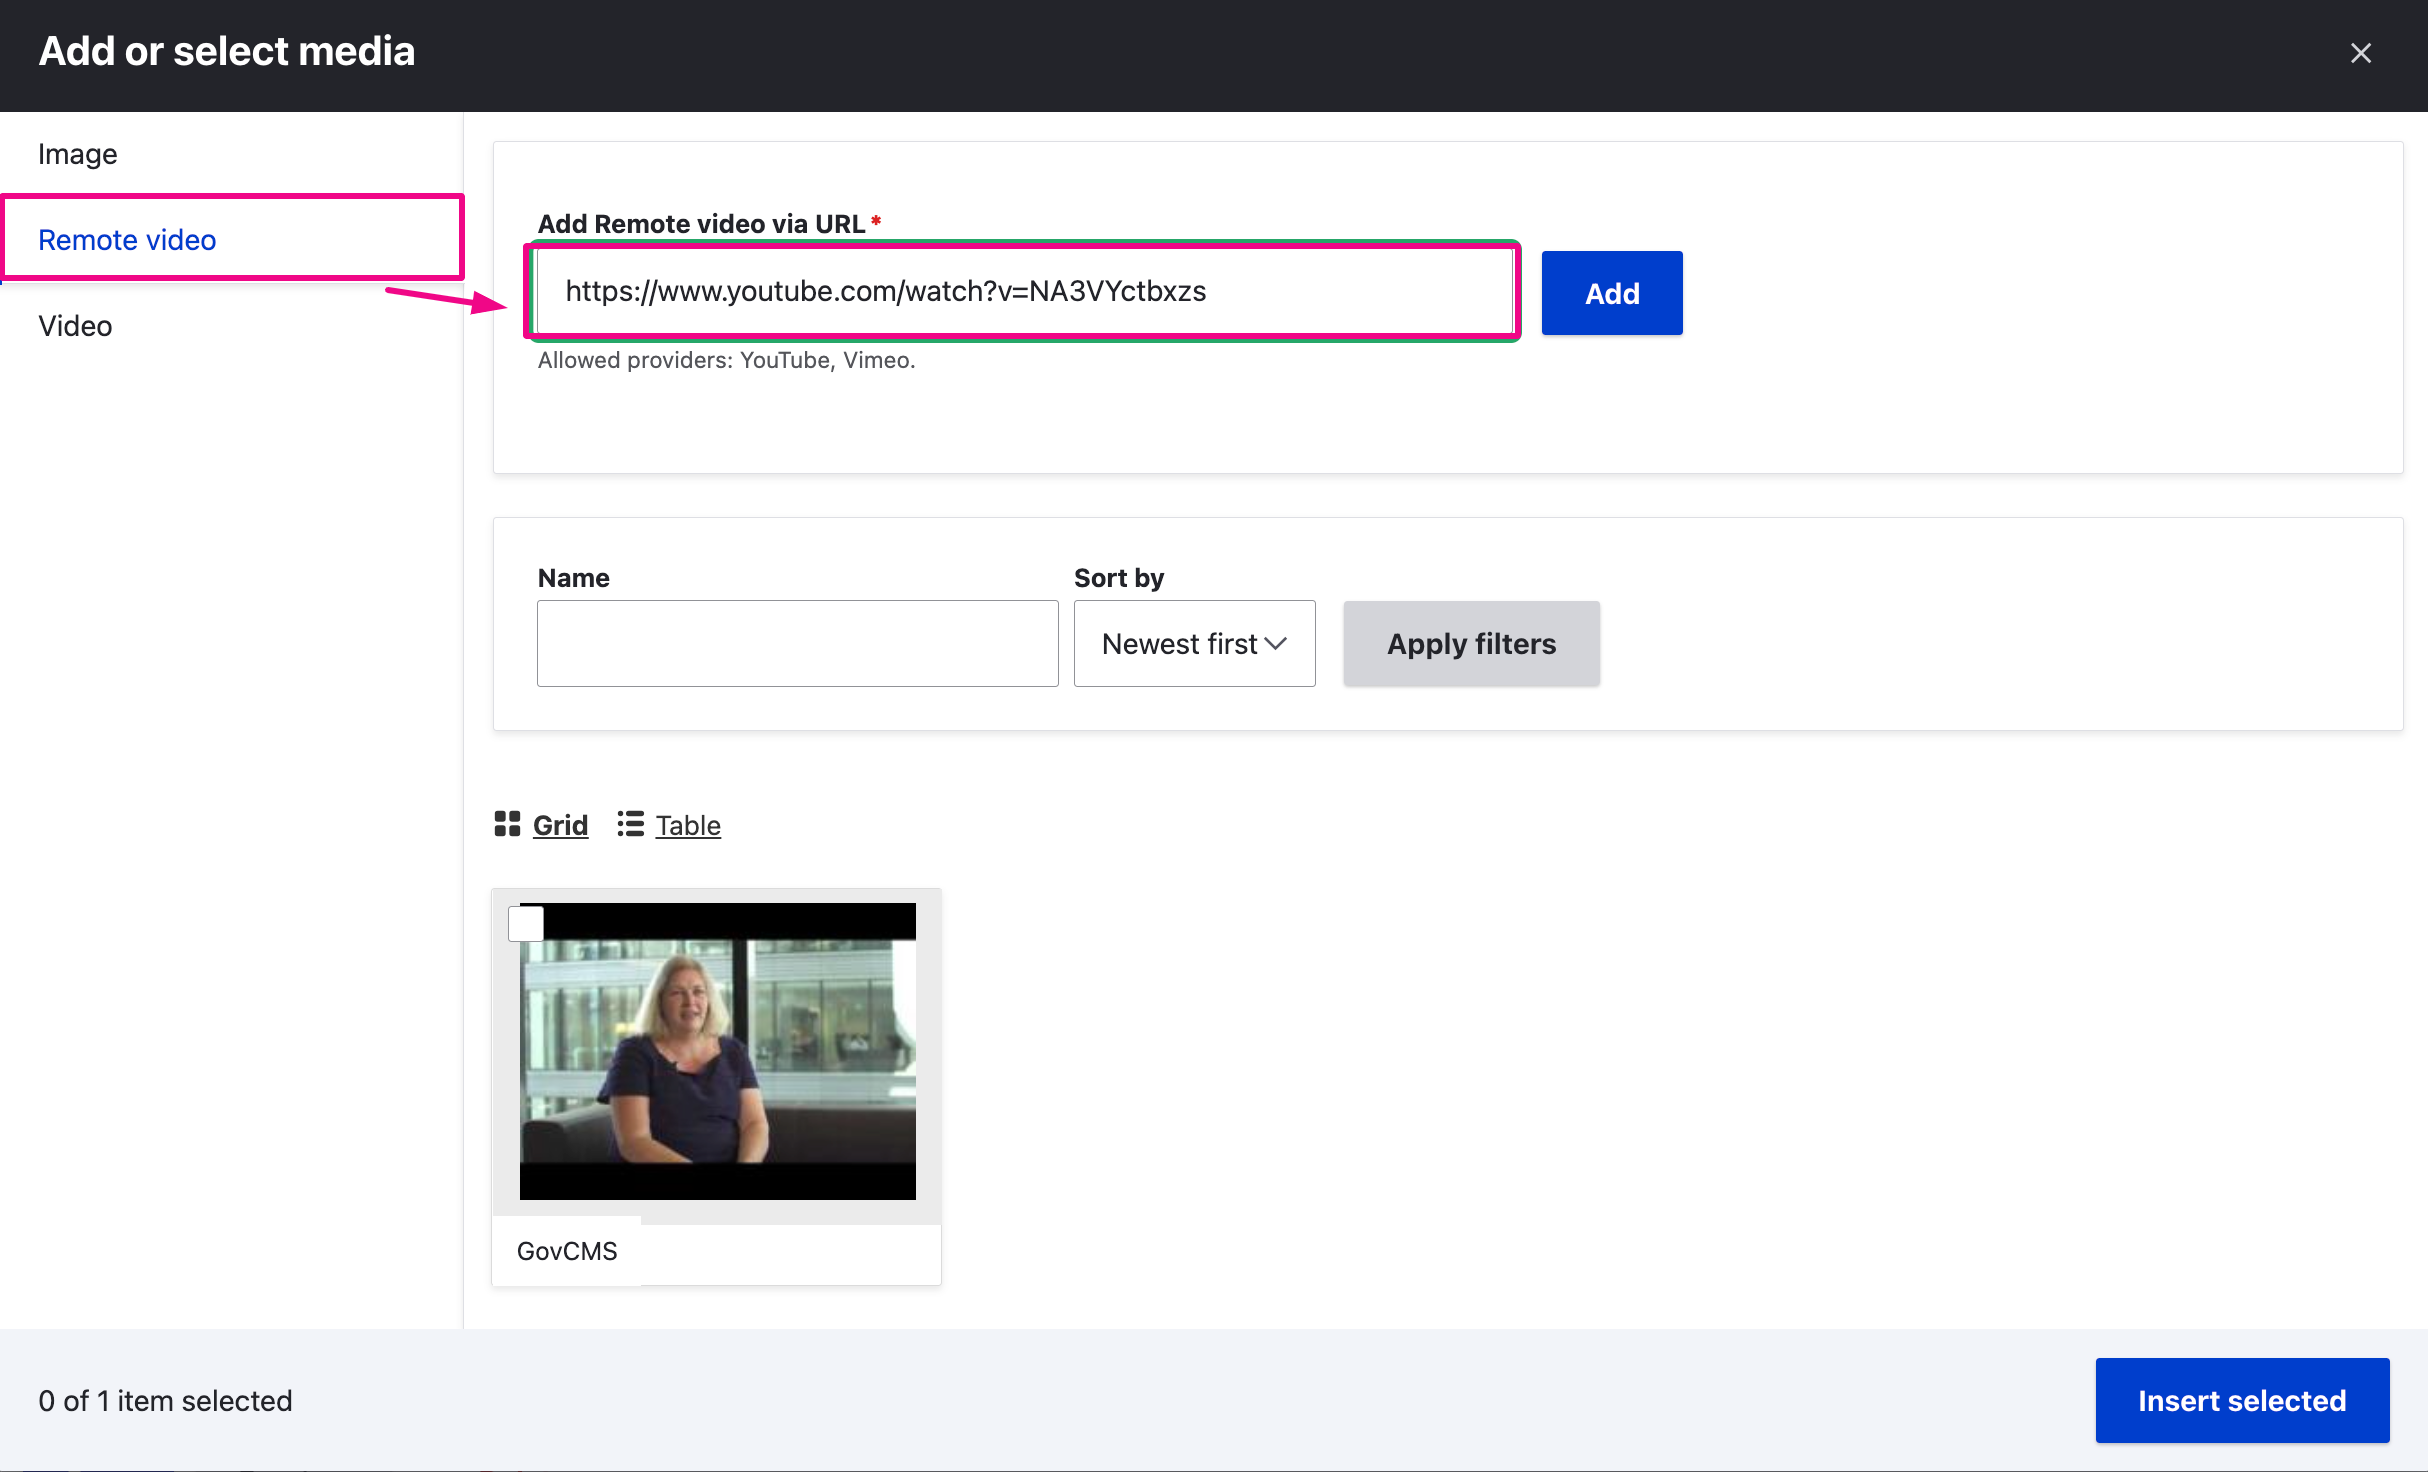 Add or select media
Image
Remote video
Video
Add Remote video via URL *
https://www.youtube.com/watch?v=NA3VYctbxzs
Add
Allowed providers: YouTube, Vimeo.
Name
Sort by
Newest first
Apply filters
Grid
Table
GovCMS
0 of 1 item selected
Insert selected